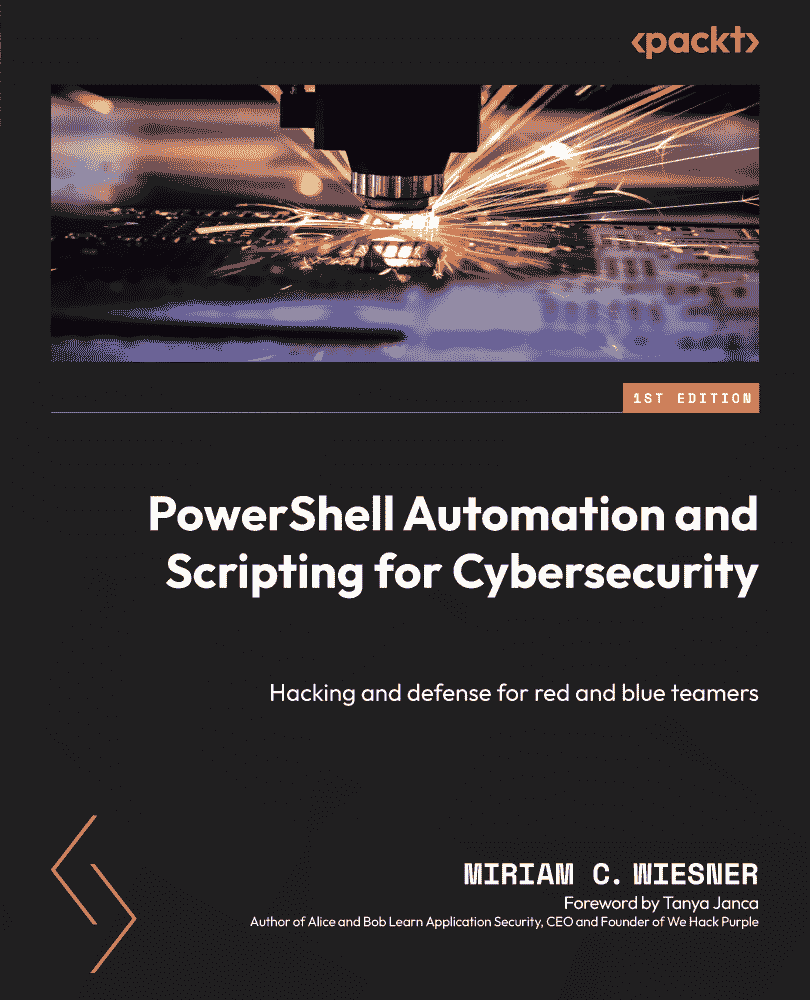 <packt>
1ST EDITION
PowerShell Automation and
Scripting for Cybersecurity
Hacking and defense for red and blue teamers
MIRIAM C. WIESNER
Foreword by Tanya Janca
Author of Alice and Bob Learn Application Security, CEO and Founder of We Hack Purple